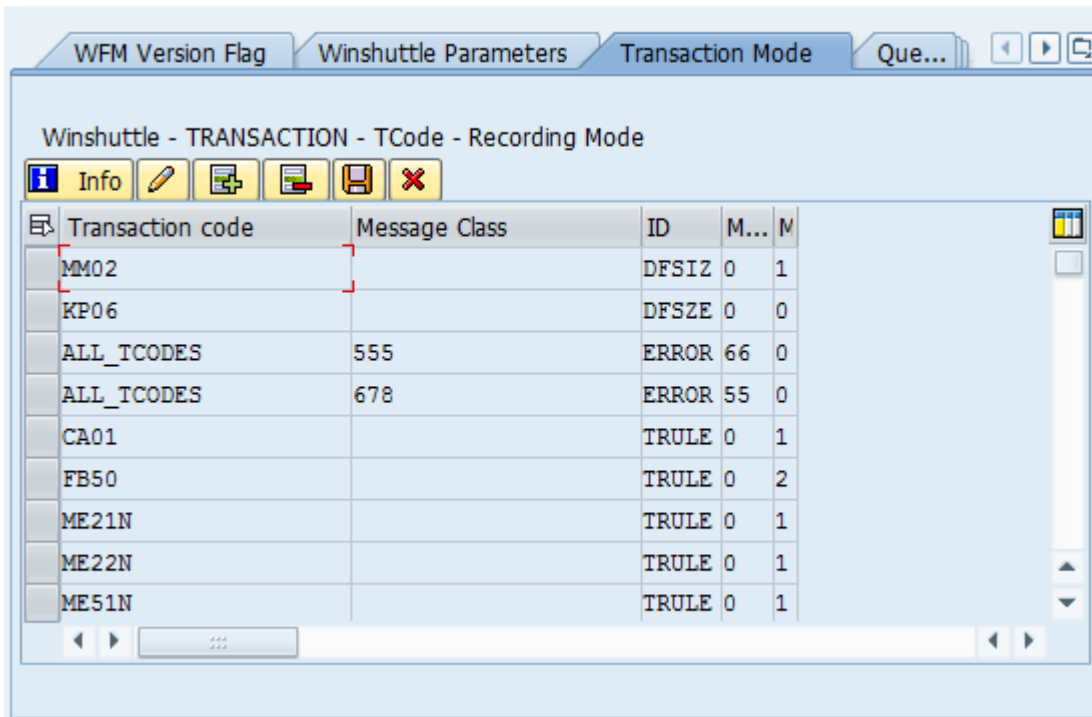 WFM Version Flag Winshuttle Parameters Transaction Mode Que...
Winshuttle - TRANSACTION - TCode - Recording Mode
Info
Transaction code Message Class ID M... M
MM02 DFSIZ 0 1
KP06 DFSZE 0 0
ALL_TCODES 555 ERROR 66 0
ALL_TCODES 678 ERROR 55 0
CA01 TRULE 0 1
FB50 TRULE 0 2
ME21N TRULE 0 1
ME22N TRULE 0 1
ME51N TRULE 0 1